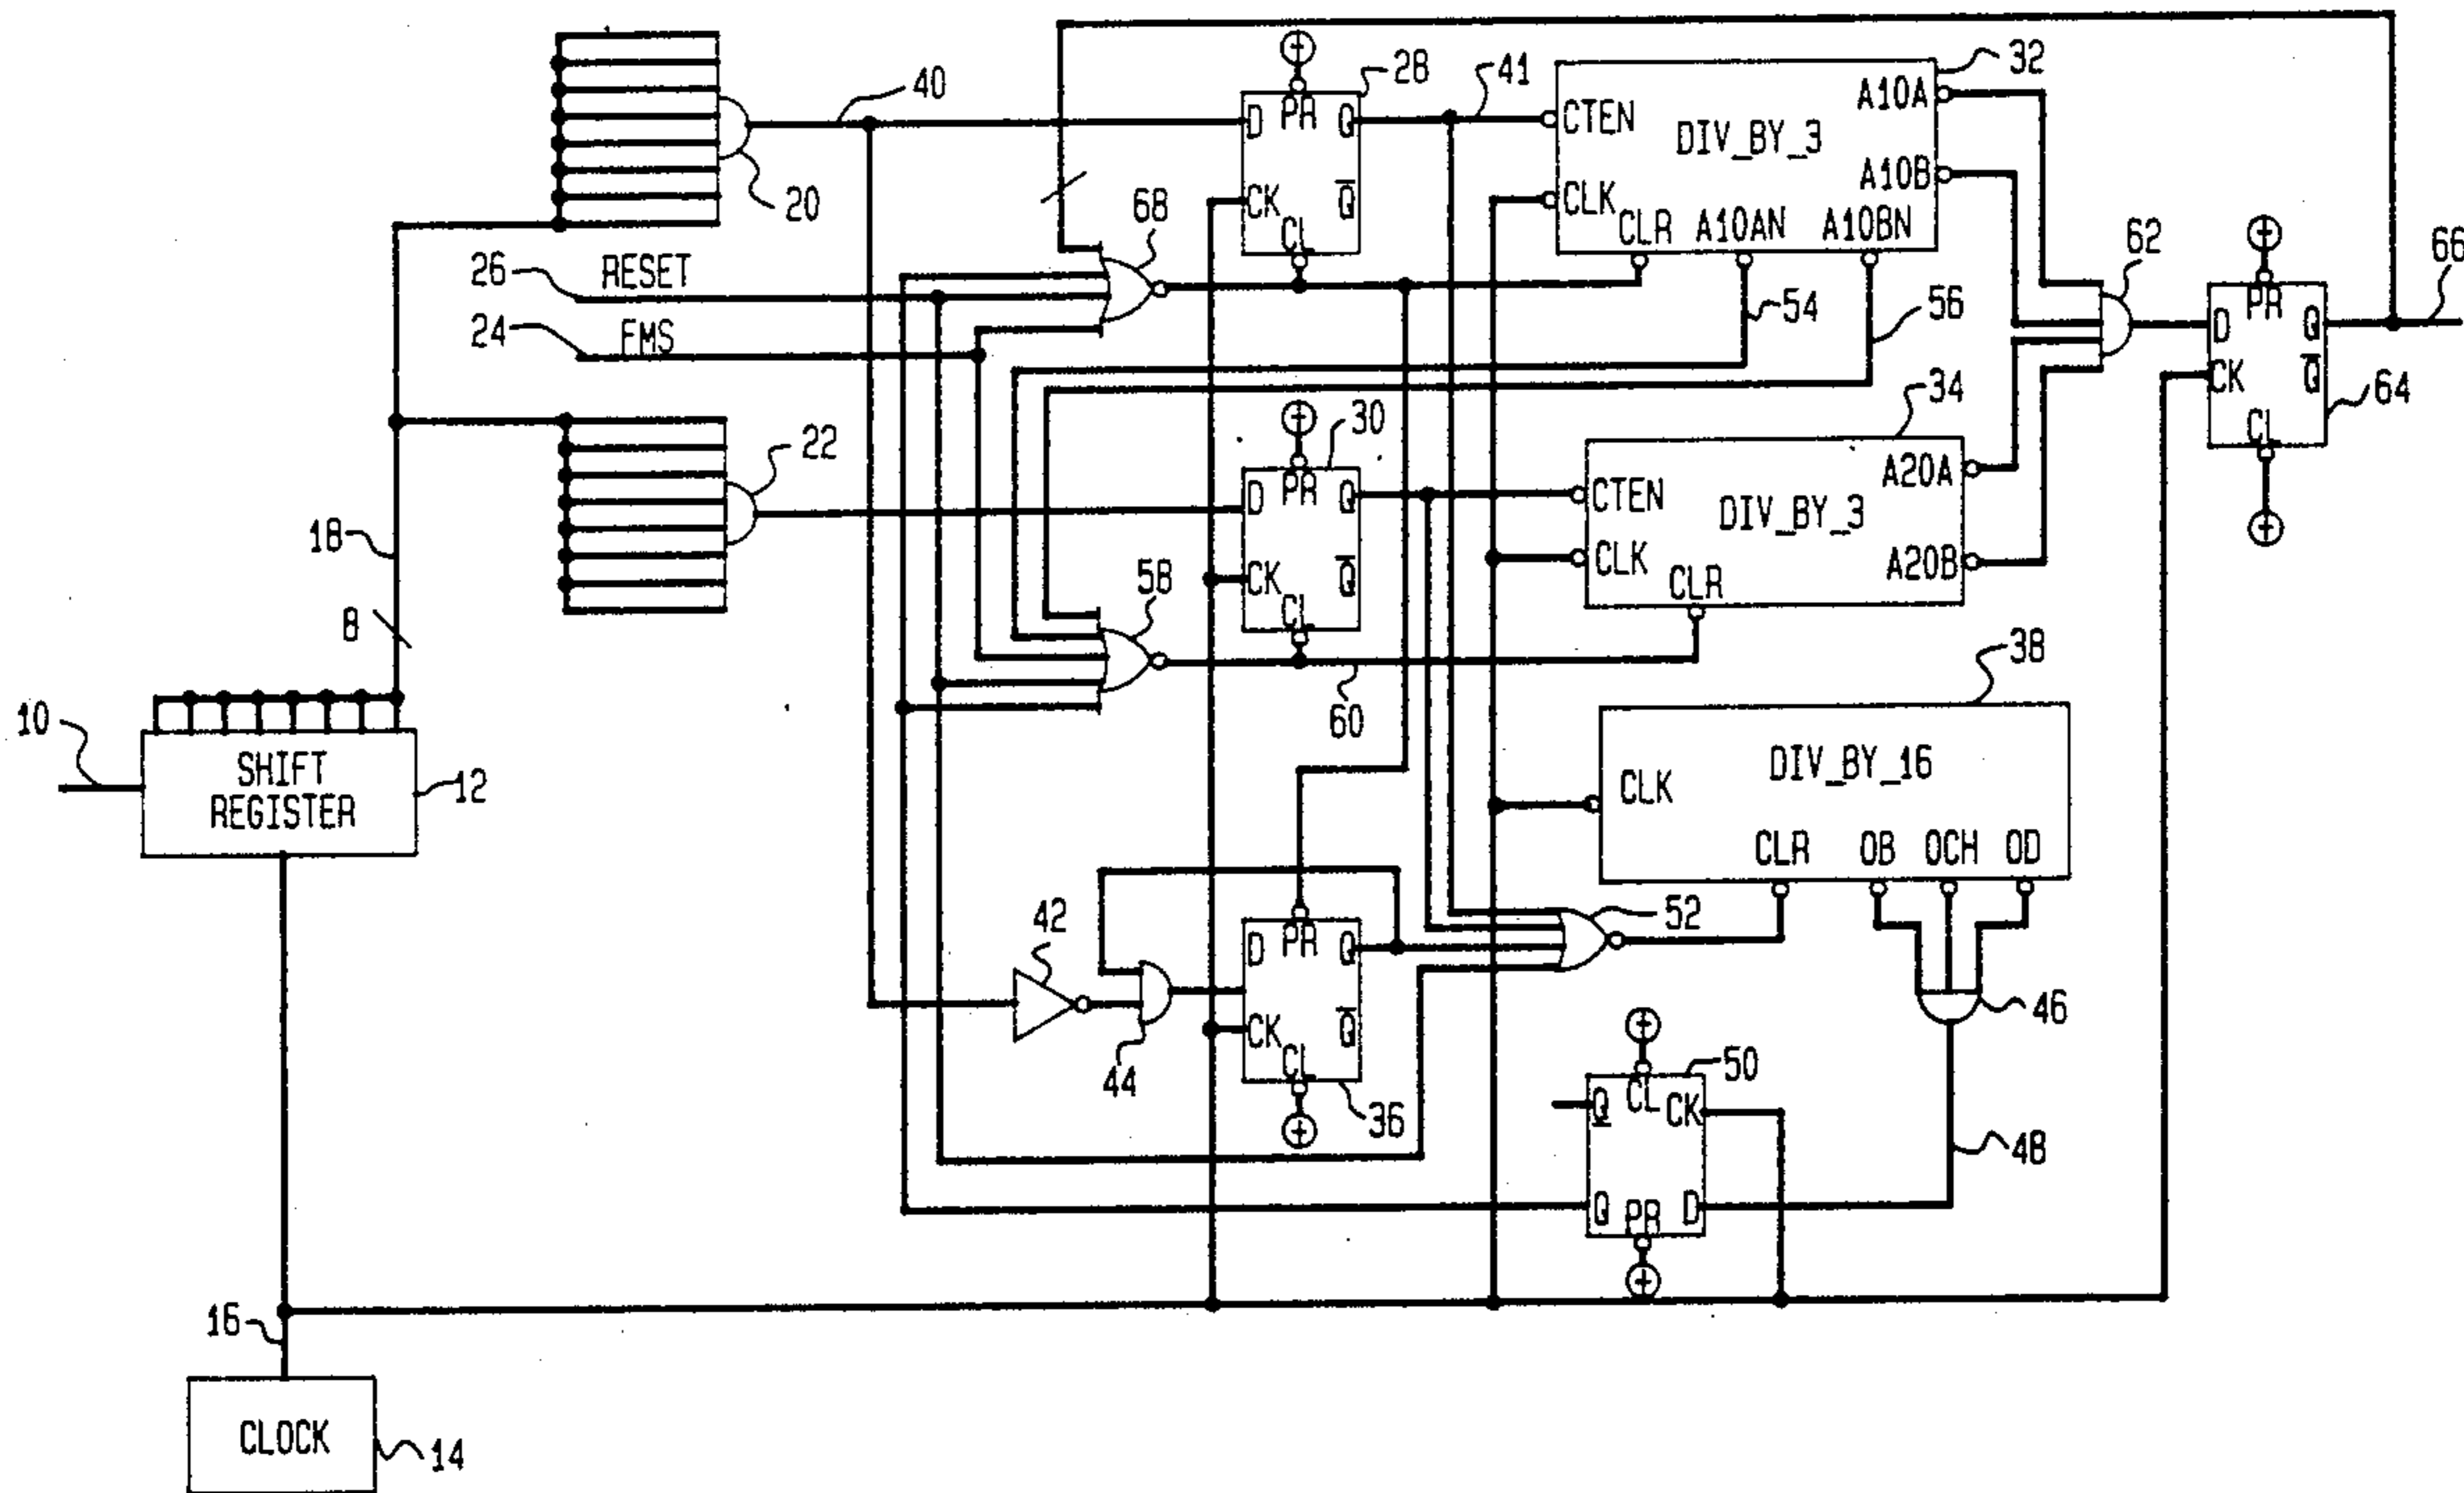 40
20
26
RESET
24
FMS
68
D
PR
Q
Q
CK
CL
28
41
CTEN
DIV_BY_3
A10A
A10B
CLK
CLR
A10AN
A10BN
32
54
56
62
D
PR
Q
CK
Q
CL
66
64
22
18
8
58
D
PR
Q
CK
Q
CL
30
60
CTEN
DIV_BY_3
A20A
CLK
A20B
CLR
34
10
SHIFT
REGISTER
12
38
CLK
DIV_BY_16
CLR
OB
OCH
OD
52
42
44
D
PR
Q
CK
Q
CL
36
46
48
50
Q
CL
CK
Q
PR
D
16
CLOCK
14